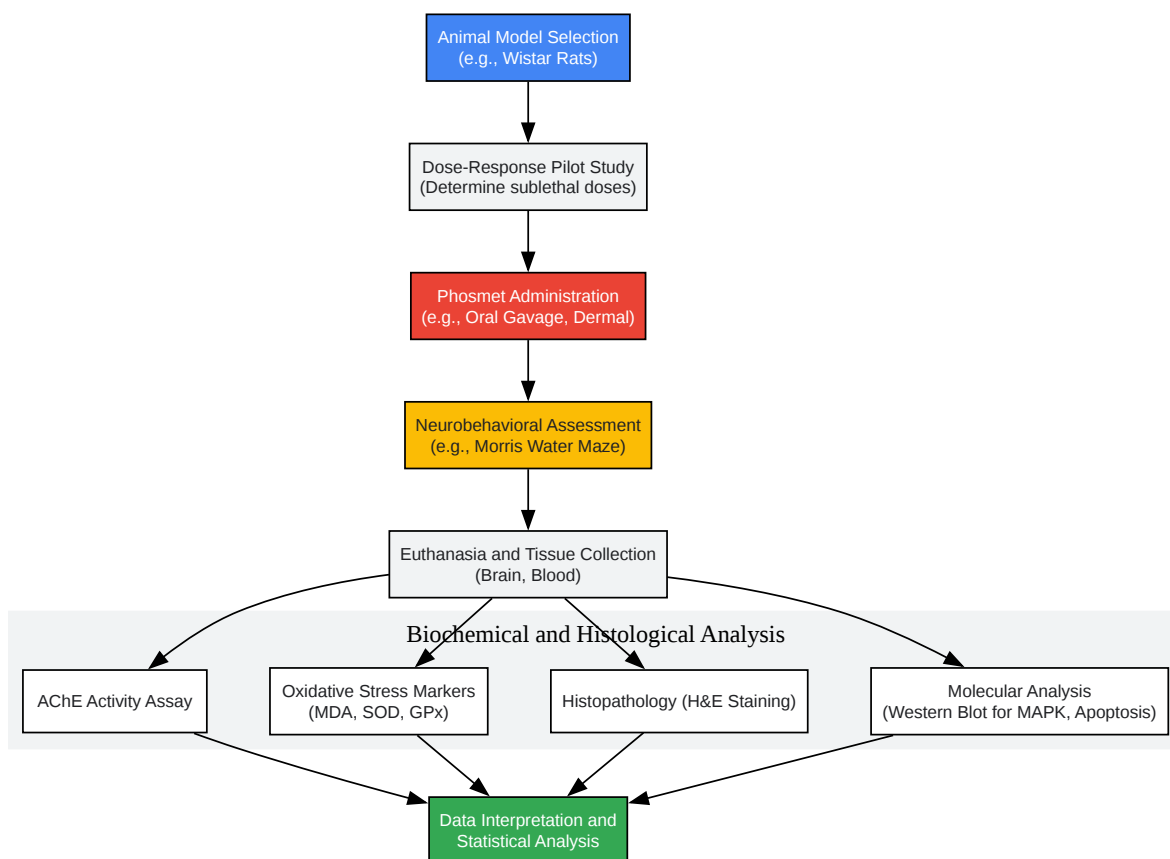 Animal Model Selection
(e.g., Wistar Rats)
Dose-Response Pilot Study
(Determine sublethal doses)
Phosmet Administration
(e.g., Oral Gavage, Dermal)
Neurobehavioral Assessment
(e.g., Morris Water Maze)
Euthanasia and Tissue Collection
(Brain, Blood)
Biochemical and Histological Analysis
AChE Activity Assay
Oxidative Stress Markers
(MDA, SOD, GPx)
Histopathology (H&E Staining)
Molecular Analysis
(Western Blot for MAPK, Apoptosis)
Data Interpretation and
Statistical Analysis